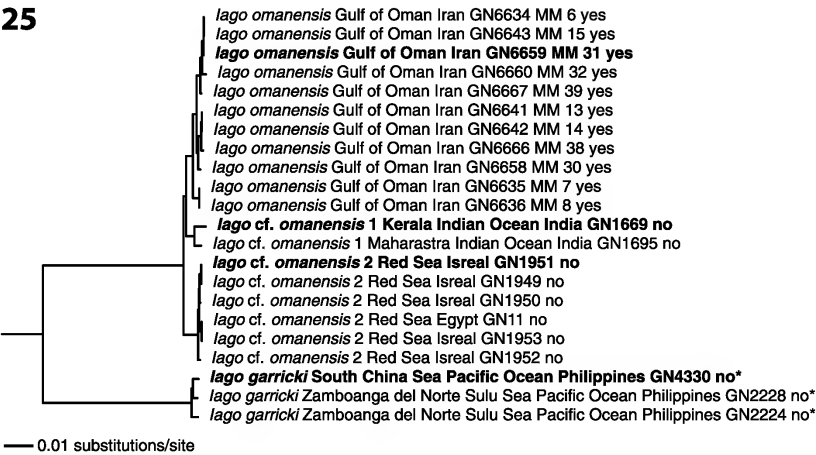 25
Iago omanensis Gulf of Oman Iran GN6634 MM 6 yes
Iago omanensis Gulf of Oman Iran GN6643 MM 15 yes
Iago omanensis Gulf of Oman Iran GN6659 MM 31 yes
Iago omanensis Gulf of Oman Iran GN6660 MM 32 yes
Iago omanensis Gulf of Oman Iran GN6667 MM 39 yes
Iago omanensis Gulf of Oman Iran GN6641 MM 13 yes
Iago omanensis Gulf of Oman Iran GN6642 MM 14 yes
Iago omanensis Gulf of Oman Iran GN6666 MM 38 yes
Iago omanensis Gulf of Oman Iran GN6658 MM 30 yes
Iago omanensis Gulf of Oman Iran GN6635 MM 7 yes
Iago omanensis Gulf of Oman Iran GN6636 MM 8 yes
Iago cf. omanensis 1 Kerala Indian Ocean India GN1669 no
Iago cf. omanensis 1 Maharastra Indian Ocean India GN1695 no
Iago cf. omanensis 2 Red Sea Isreal GN1951 no
Iago cf. omanensis 2 Red Sea Isreal GN1949 no
Iago cf. omanensis 2 Red Sea Isreal GN1950 no
Iago cf. omanensis 2 Red Sea Egypt GN11 no
Iago cf. omanensis 2 Red Sea Isreal GN1953 no
Iago cf. omanensis 2 Red Sea Isreal GN1952 no
Iago garricki South China Sea Pacific Ocean Philippines GN4330 no*
Iago garricki Zamboanga del Norte Sulu Sea Pacific Ocean Philippines GN2228 no*
Iago garricki Zamboanga del Norte Sulu Sea Pacific Ocean Philippines GN2224 no*
0.01 substitutions/site